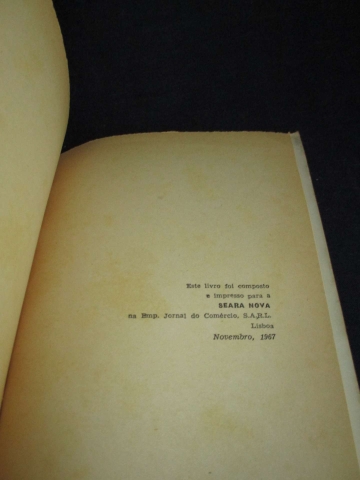 Este livro foi composto
e impresso para a
SEARA NOVA
na Emp. Jornal do Comércio, S.A.R.L.
Lisboa
Novembro, 1967